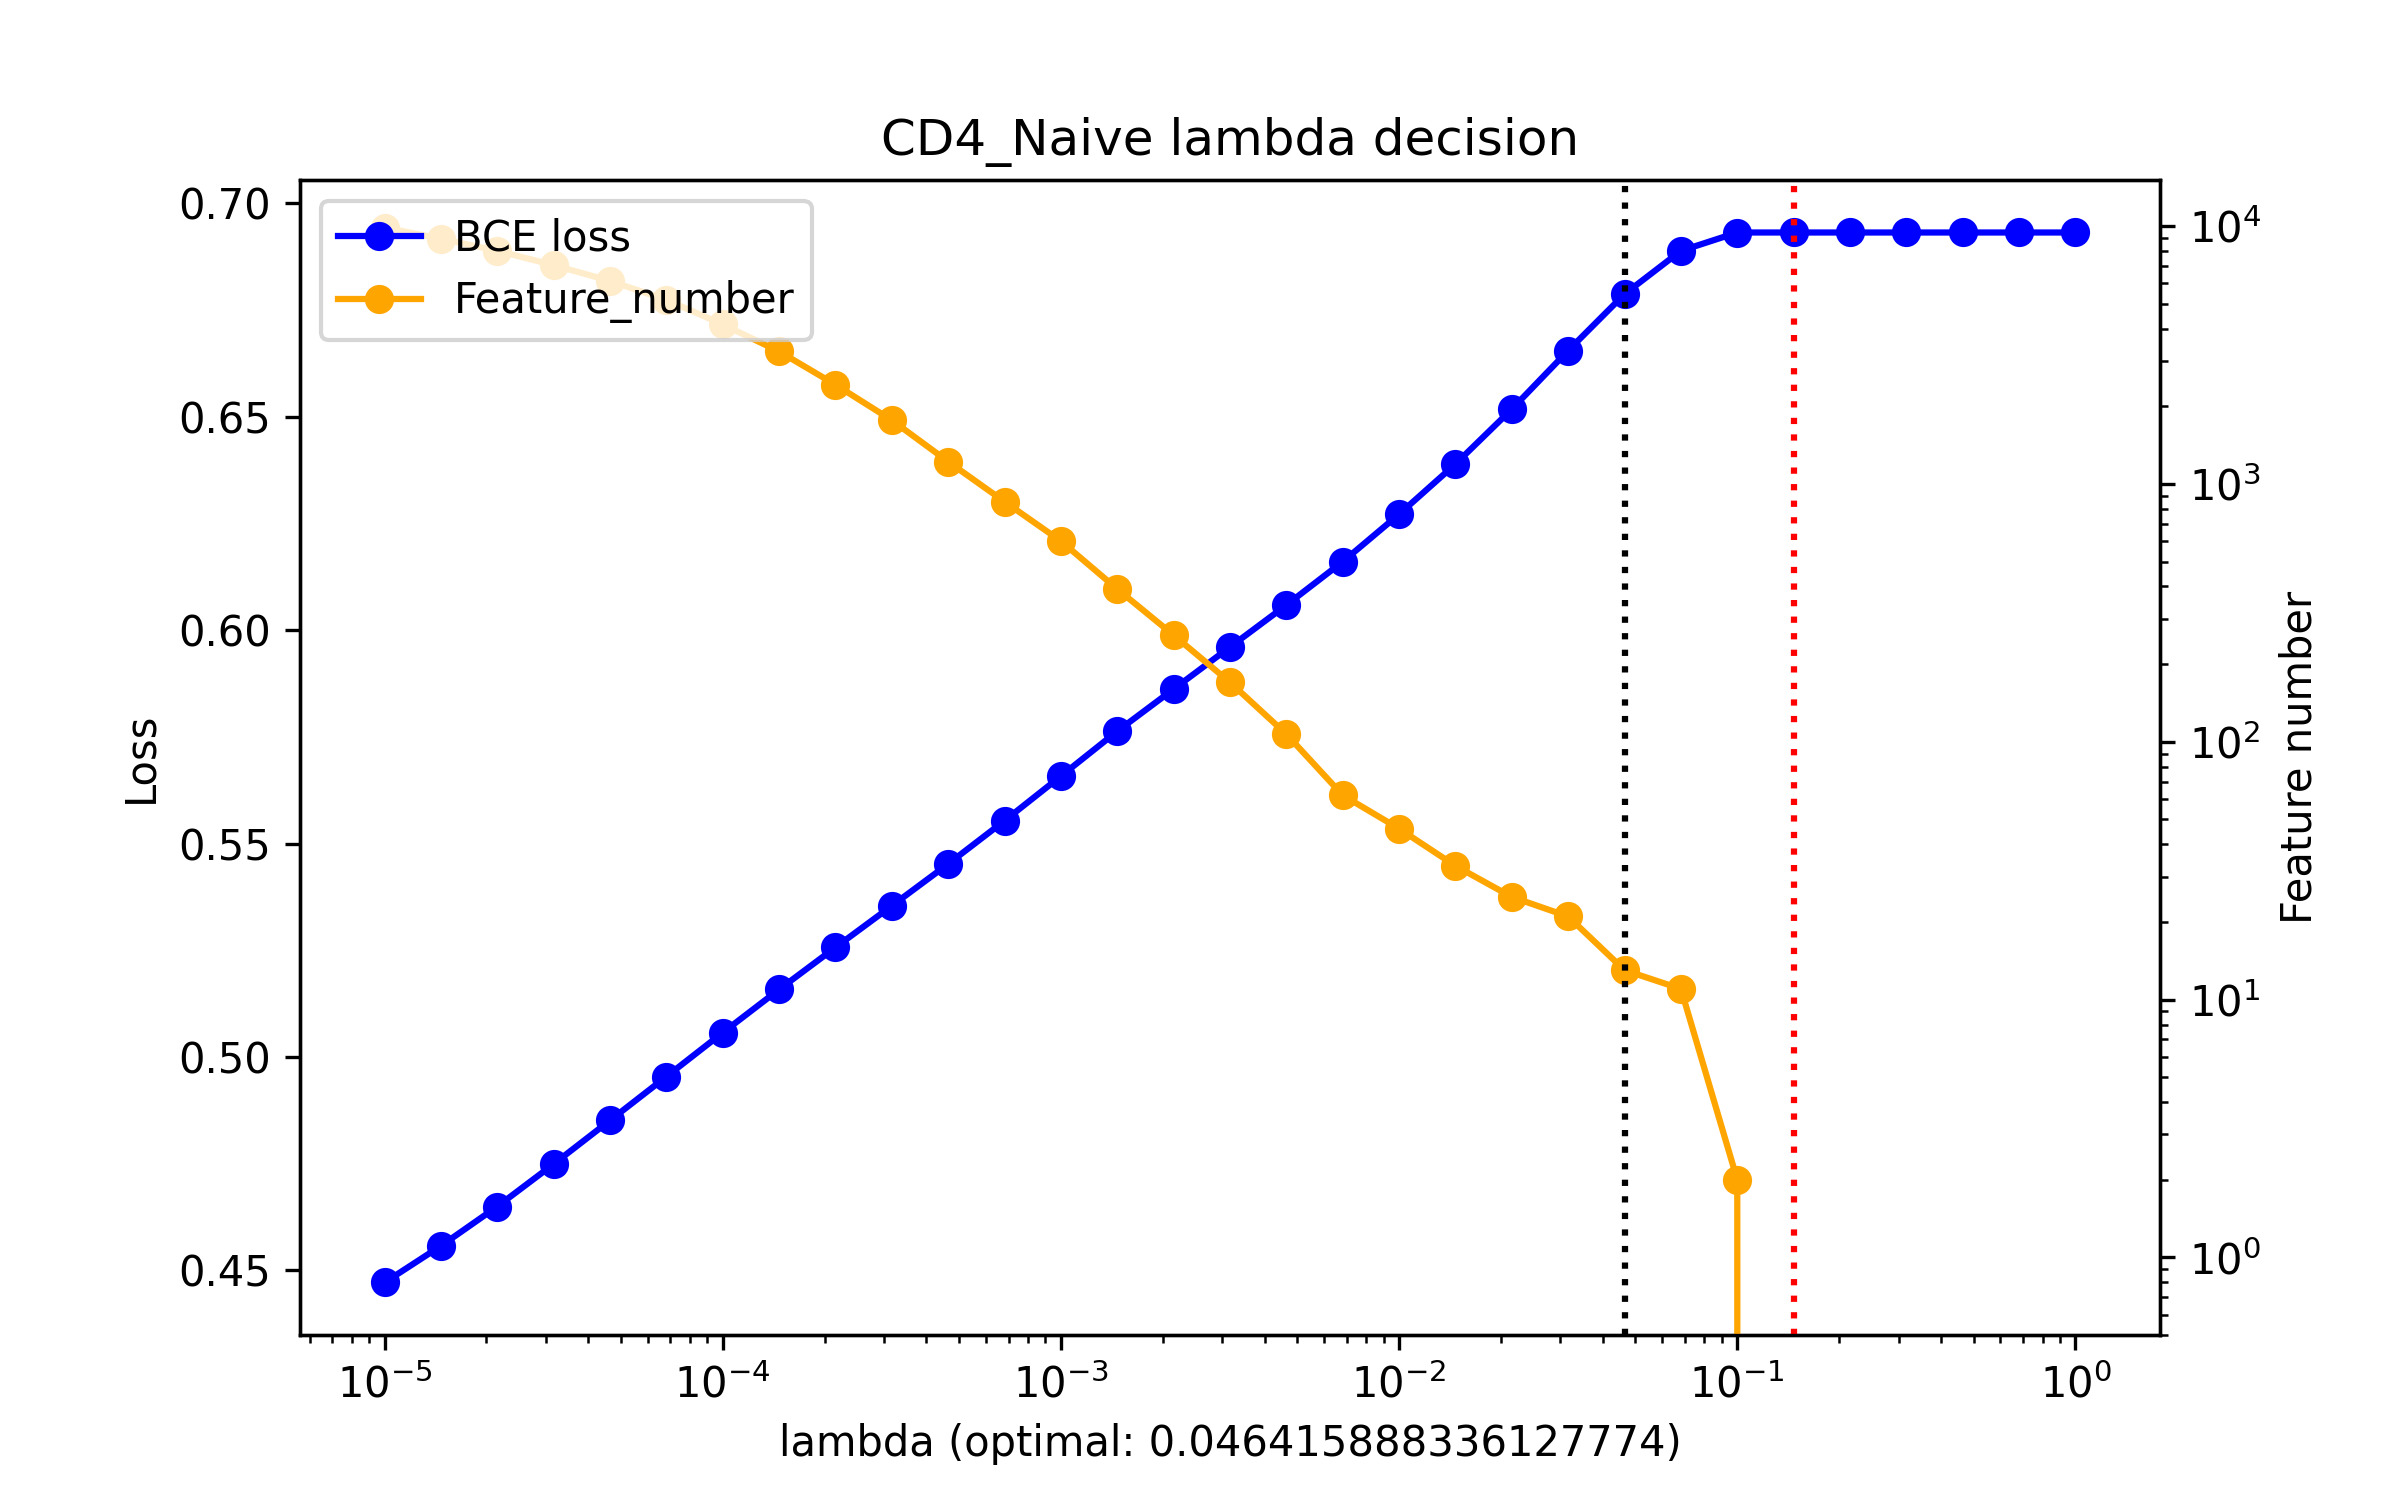 CD4_Naive lambda decision
BCE loss
Feature_number
0.70
0.65
0.60
0.55
0.50
0.45
Loss
10⁴
10³
10²
10¹
10⁰
Feature number
10⁻⁵ 10⁻⁴ 10⁻³ 10⁻² 10⁻¹ 10⁰
lambda (optimal: 0.046415888336127774)